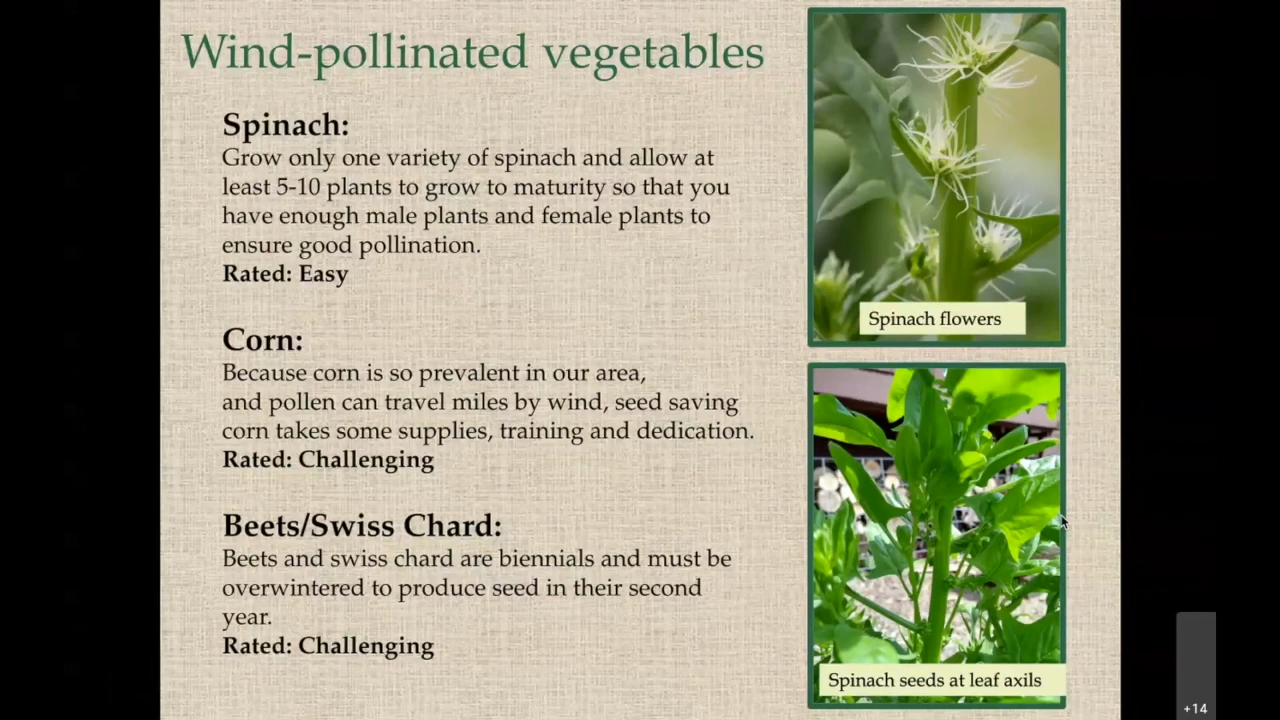 Wind-pollinated vegetables
Spinach:
Grow only one variety of spinach and allow at
least 5-10 plants to grow to maturity so that you
have enough male plants and female plants to
ensure good pollination.
Rated: Easy
Corn:
Because corn is so prevalent in our area,
and pollen can travel miles by wind, seed saving
corn takes some supplies, training and dedication.
Rated: Challenging
Beets/Swiss Chard:
Beets and swiss chard are biennials and must be
overwintered to produce seed in their second
year.
Rated: Challenging
Spinach flowers
Spinach seeds at leaf axils
+14